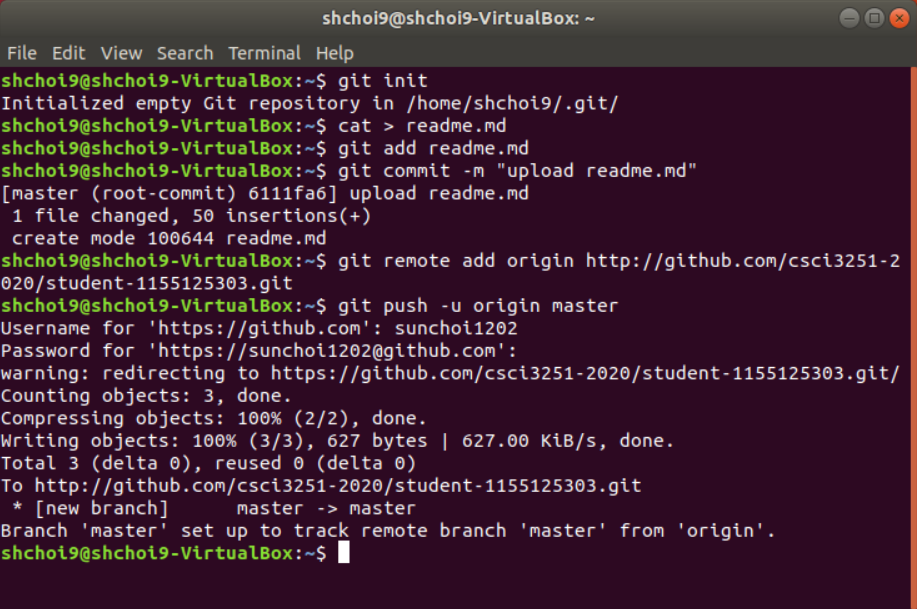 shchoi9@shchoi9-VirtualBox: ~
File Edit View Search Terminal Help
shchoi9@shchoi9-VirtualBox:~$ git init
Initialized empty Git repository in /home/shchoi9/.git/
shchoi9@shchoi9-VirtualBox:~$ cat > readme.md
shchoi9@shchoi9-VirtualBox:~$ git add readme.md
shchoi9@shchoi9-VirtualBox:~$ git commit -m "upload readme.md"
[master (root-commit) 6111fa6] upload readme.md
 1 file changed, 50 insertions(+)
 create mode 100644 readme.md
shchoi9@shchoi9-VirtualBox:~$ git remote add origin http://github.com/csci3251-2
020/student-1155125303.git
shchoi9@shchoi9-VirtualBox:~$ git push -u origin master
Username for 'https://github.com': sunchoi1202
Password for 'https://sunchoi1202@github.com':
warning: redirecting to https://github.com/csci3251-2020/student-1155125303.git/
Counting objects: 3, done.
Compressing objects: 100% (2/2), done.
Writing objects: 100% (3/3), 627 bytes | 627.00 KiB/s, done.
Total 3 (delta 0), reused 0 (delta 0)
To http://github.com/csci3251-2020/student-1155125303.git
 * [new branch]      master -> master
Branch 'master' set up to track remote branch 'master' from 'origin'.
shchoi9@shchoi9-VirtualBox:~$